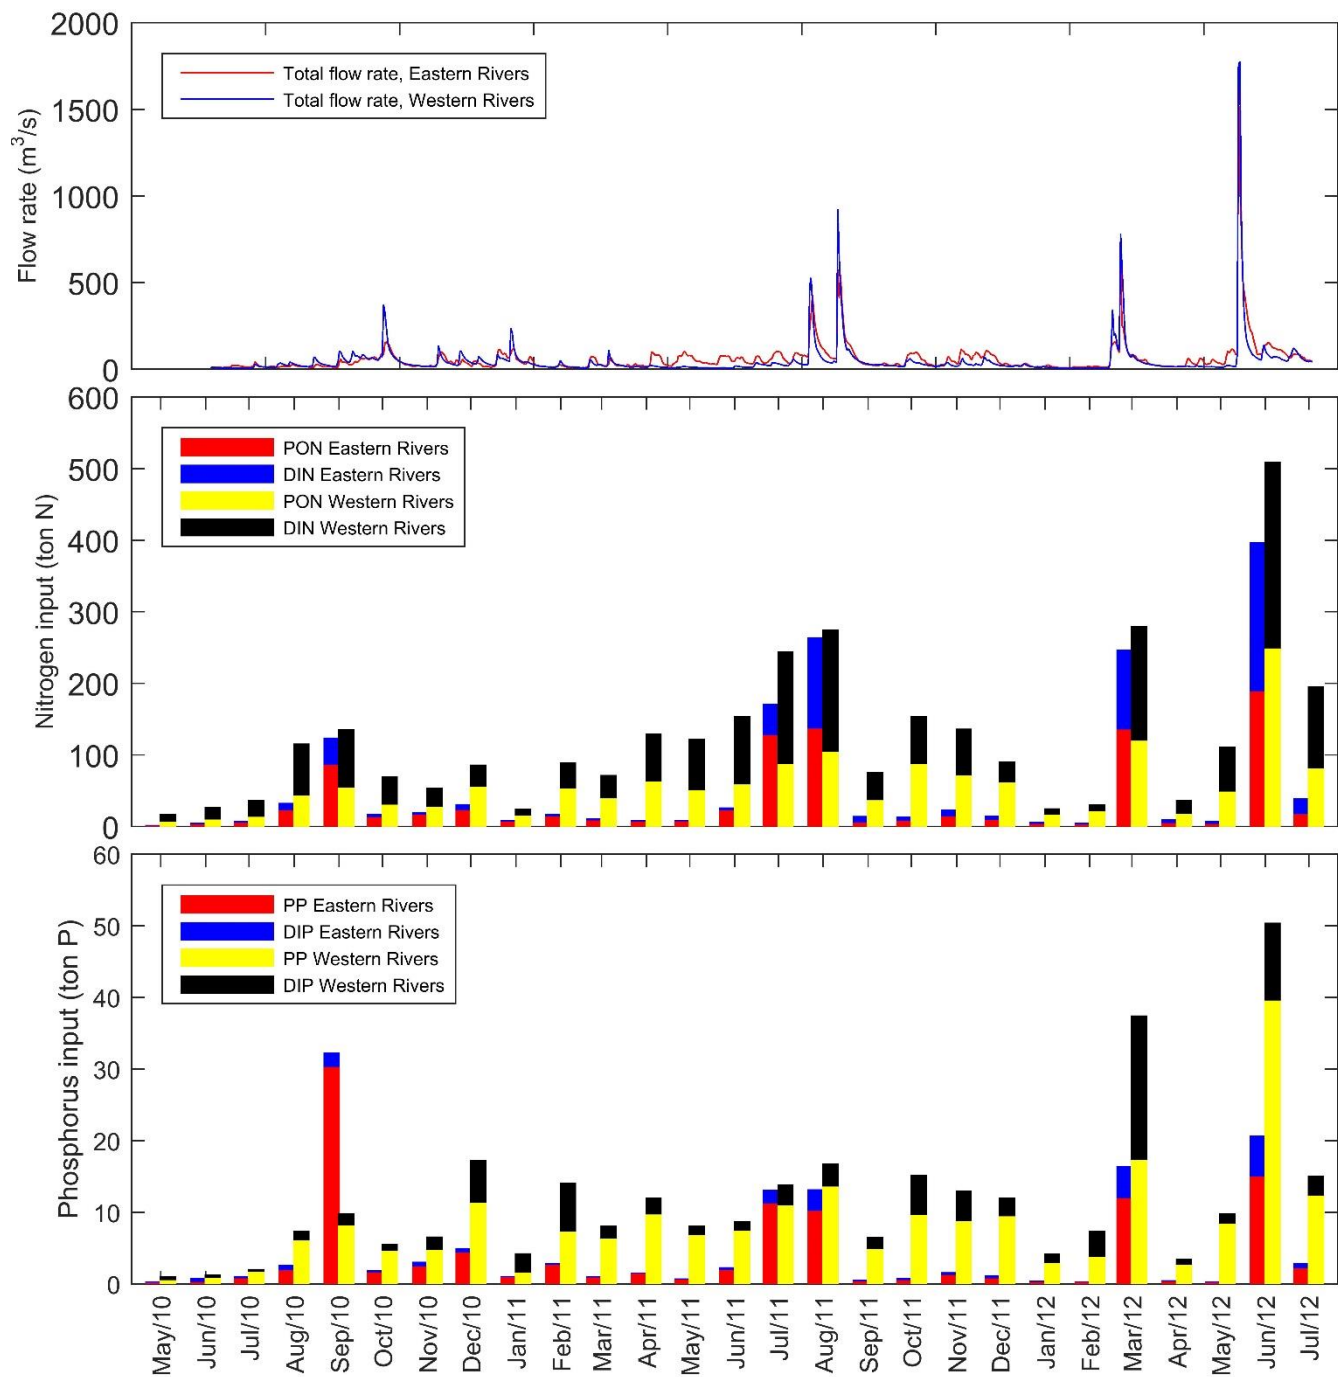 2000
1500
1000
500
0
Flow rate (m³/s)
Total flow rate, Eastern Rivers
Total flow rate, Western Rivers
600
500
400
300
200
100
0
Nitrogen input (ton N)
PON Eastern Rivers
DIN Eastern Rivers
PON Western Rivers
DIN Western Rivers
60
50
40
30
20
10
0
Phosphorus input (ton P)
PP Eastern Rivers
DIP Eastern Rivers
PP Western Rivers
DIP Western Rivers
May/10
Jun/10
Jul/10
Aug/10
Sep/10
Oct/10
Nov/10
Dec/10
Jan/11
Feb/11
Mar/11
Apr/11
May/11
Jun/11
Jul/11
Aug/11
Sep/11
Oct/11
Nov/11
Dec/11
Jan/12
Feb/12
Mar/12
Apr/12
May/12
Jun/12
Jul/12